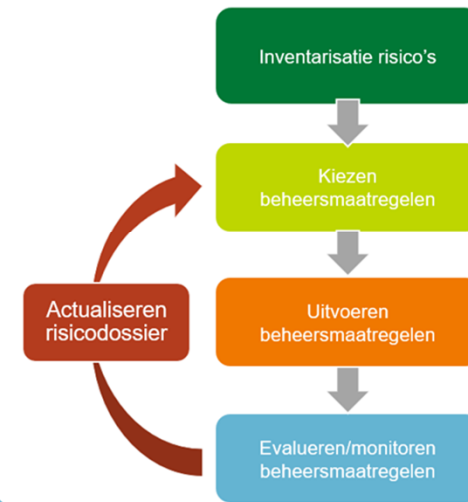 Inventarisatie risico's
Kiezen
beheersmaatregelen
Actualiseren
risicodossier
Uitvoeren
beheersmaatregelen
Evalueren/monitoren
beheersmaatregelen